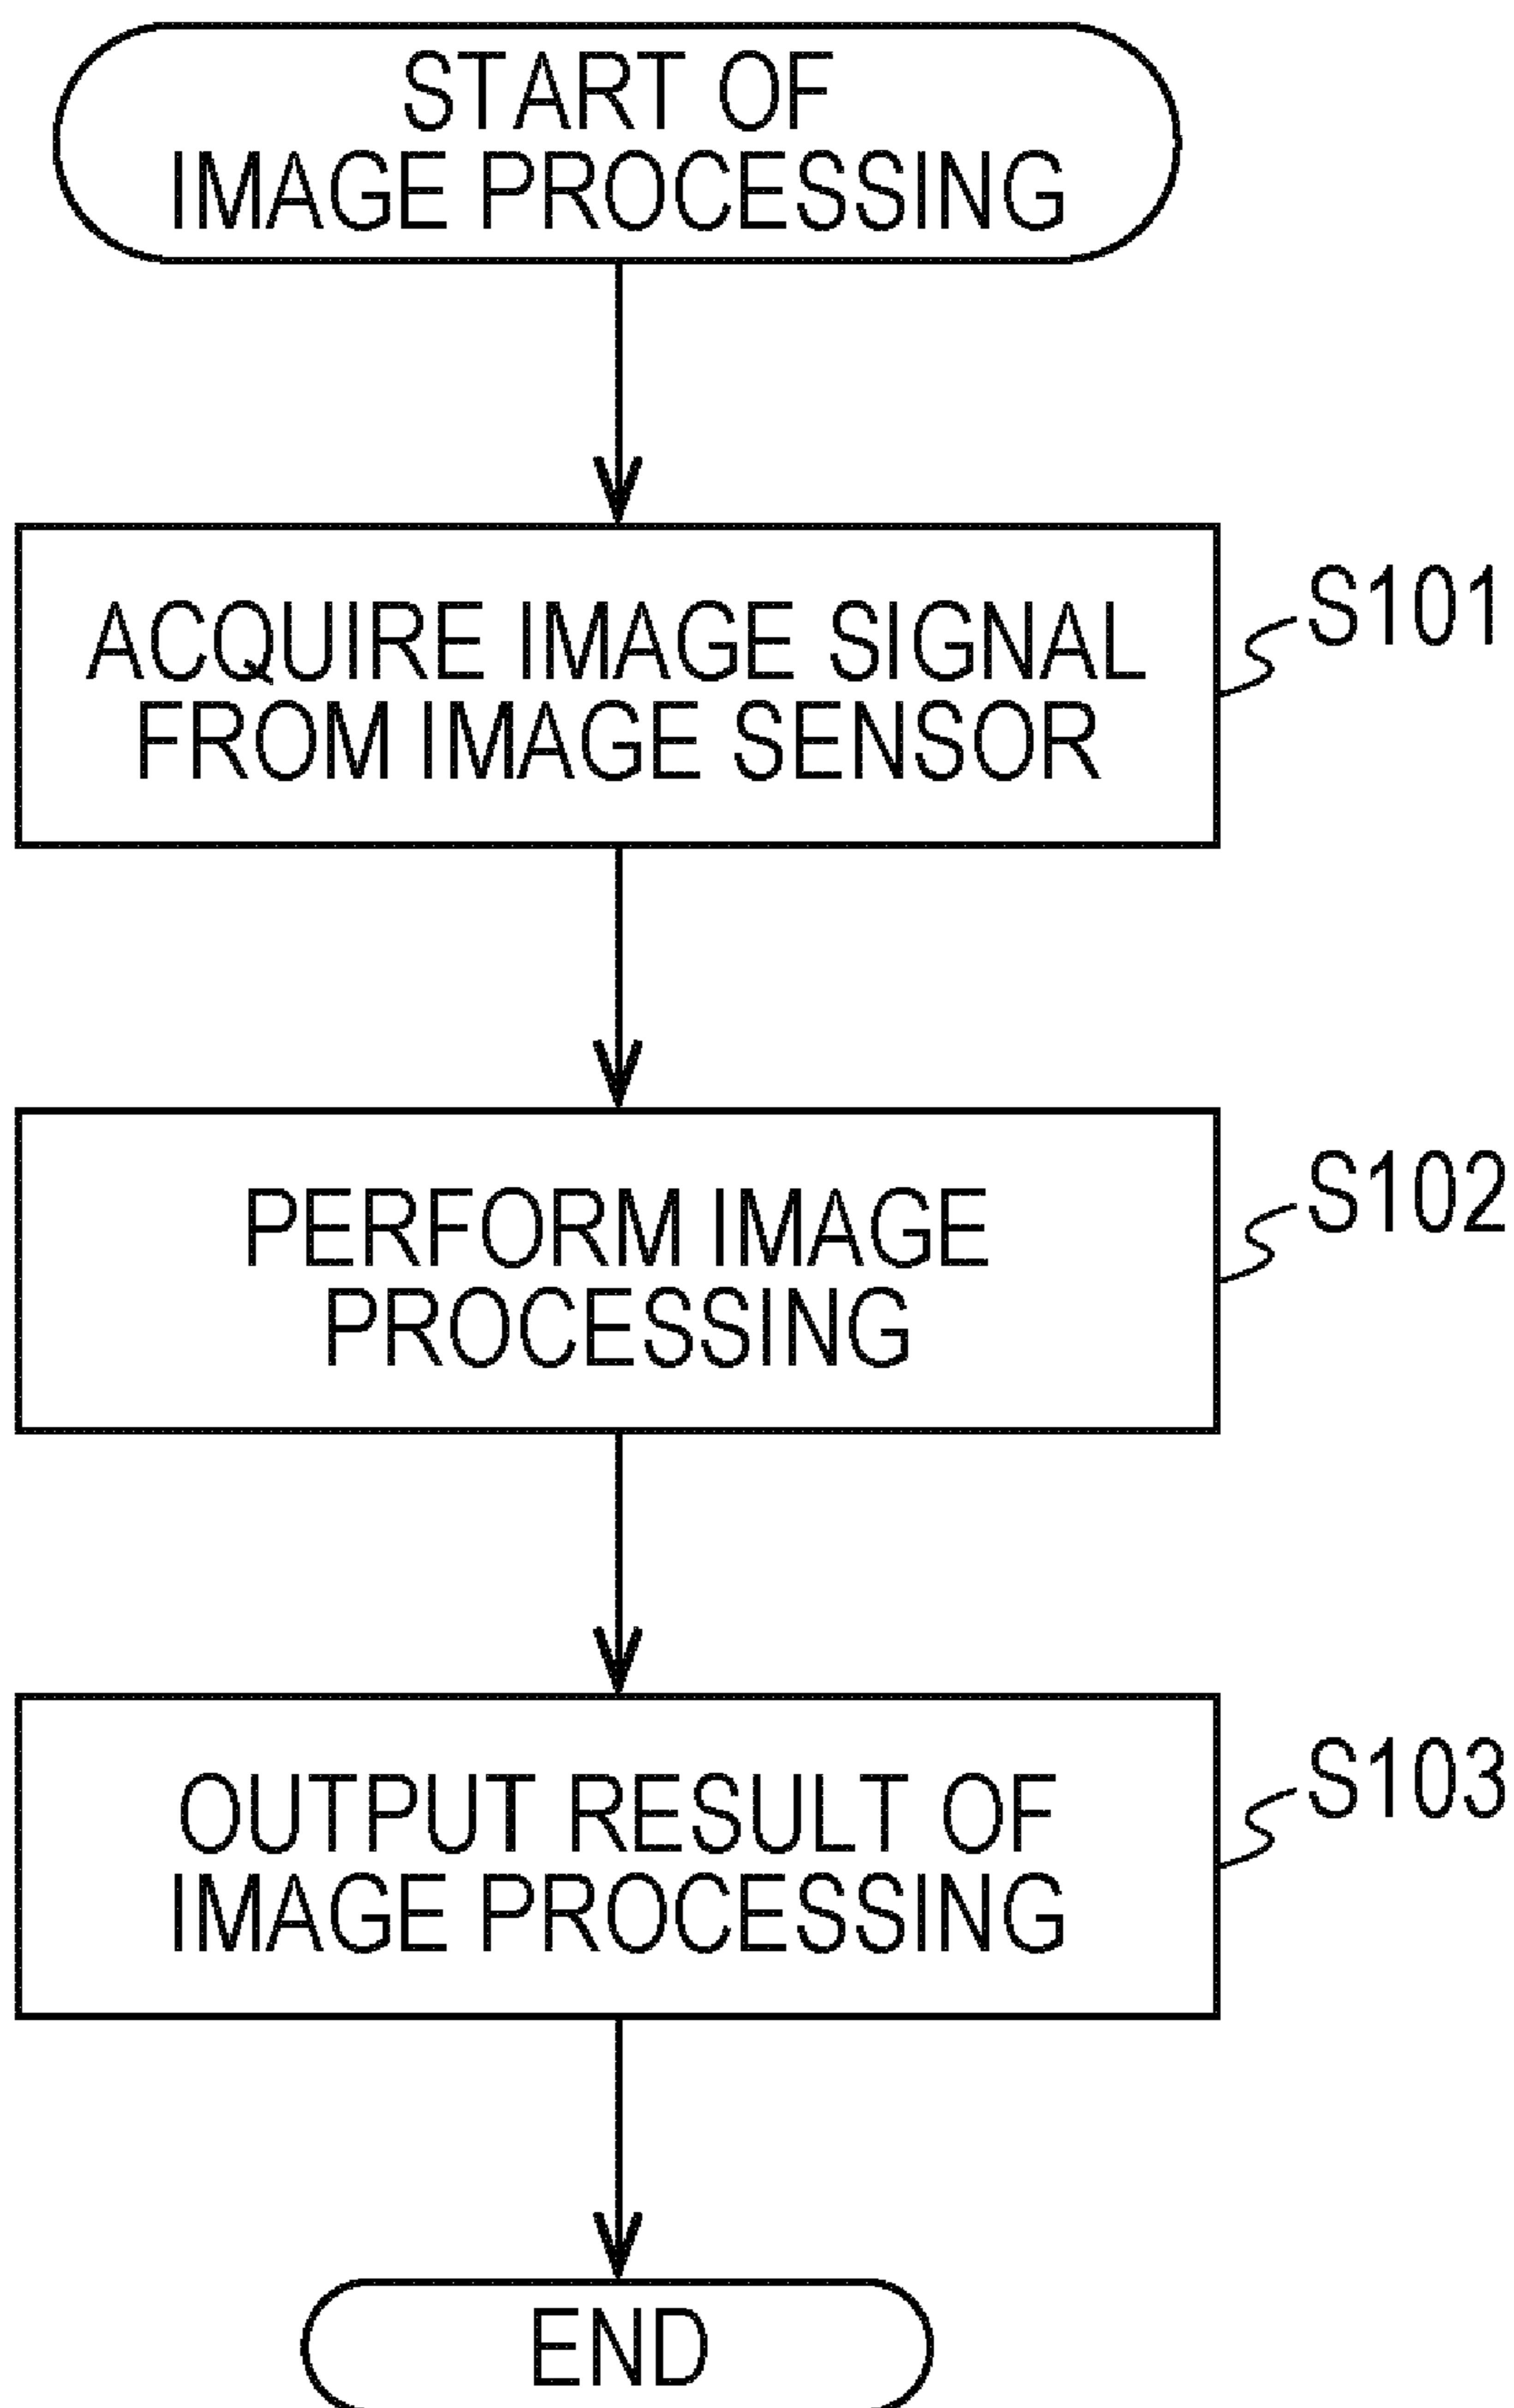 START OF
IMAGE PROCESSING
ACQUIRE IMAGE SIGNAL
FROM IMAGE SENSOR
S101
PERFORM IMAGE
PROCESSING
S102
OUTPUT RESULT OF
IMAGE PROCESSING
S103
END